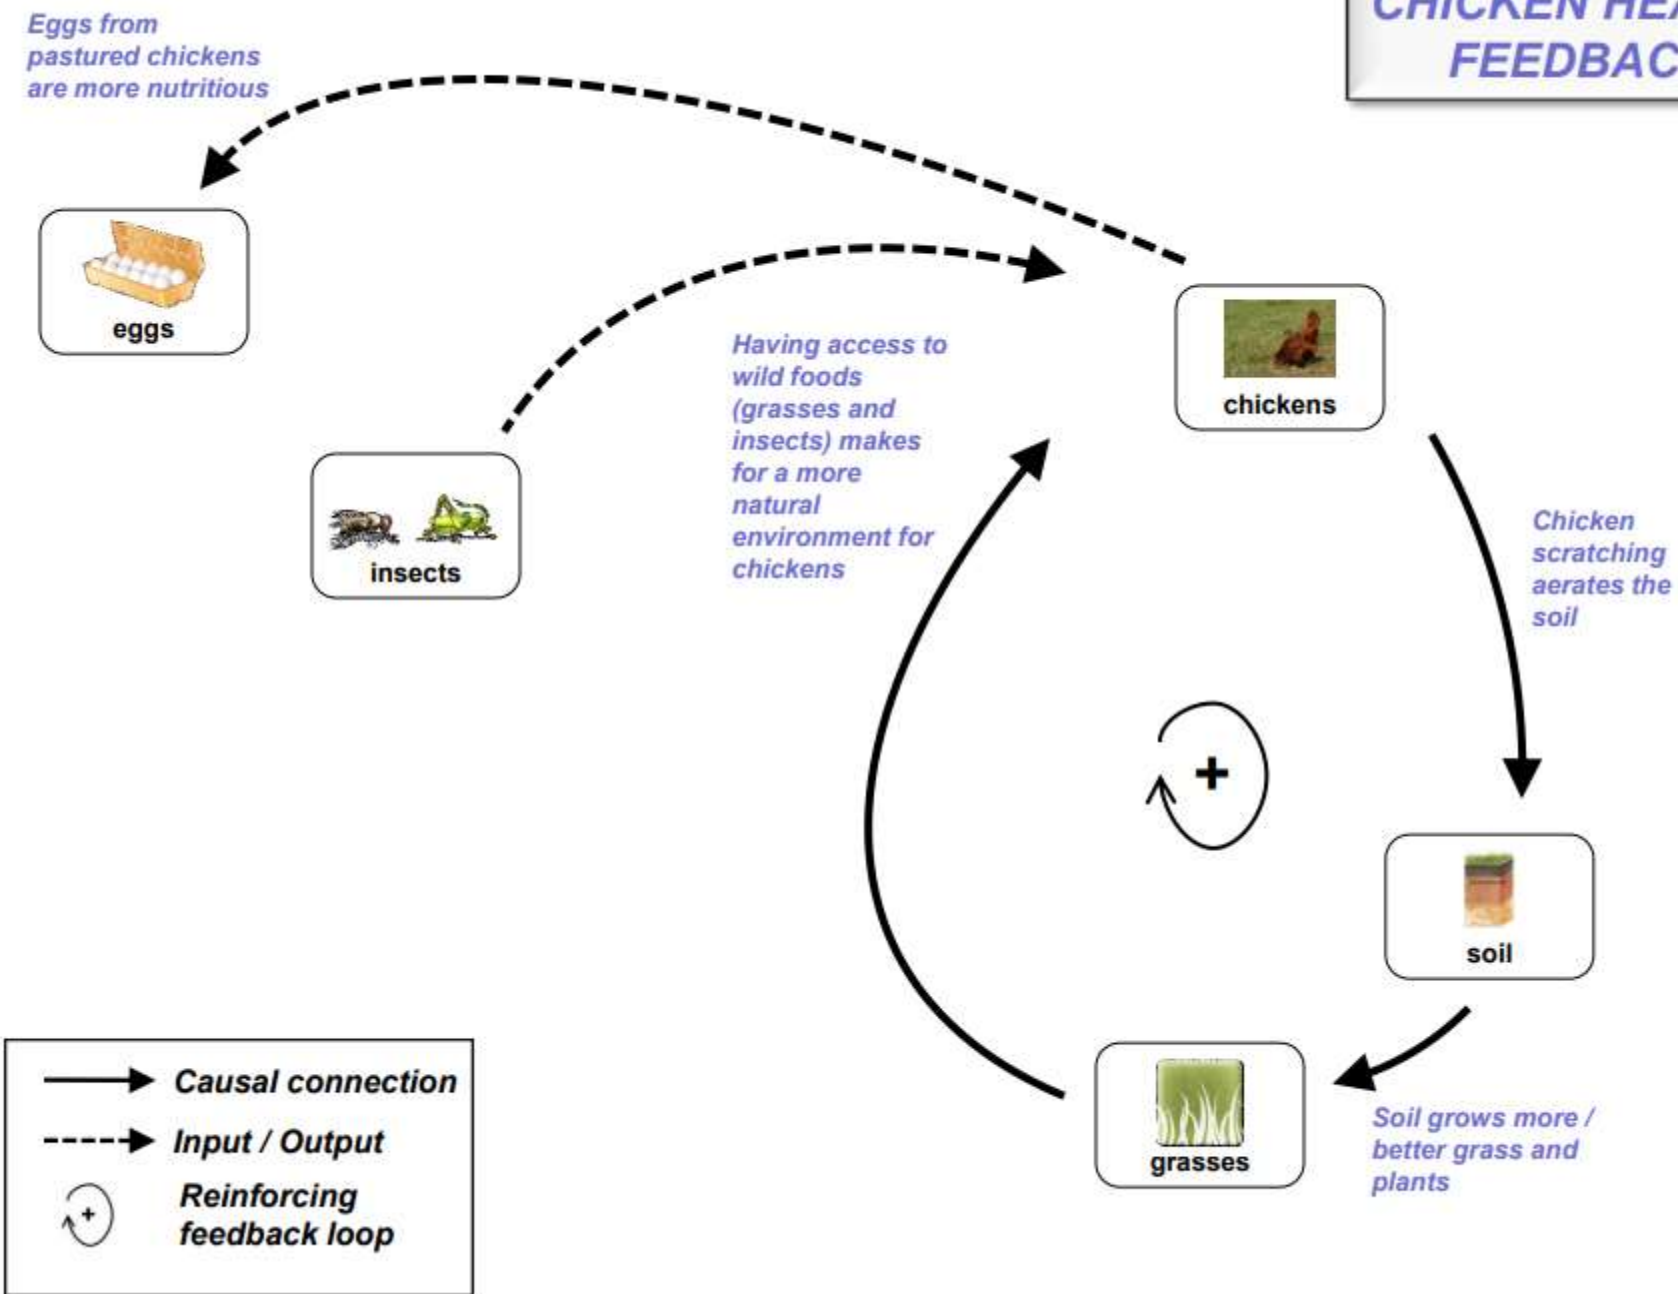 Eggs from
pastured chickens
are more nutritious
CHICKEN
eggs
Having access to
wild foods
(grasses and
insects) makes
for a more
natural
environment for
chickens
chickens
insects
Chicken
scratching
aerates the
soil
+
soil
grasses
Soil grows more /
better grass and
plants
Causal connection
Input / Output
+
Reinforcing
feedback loop